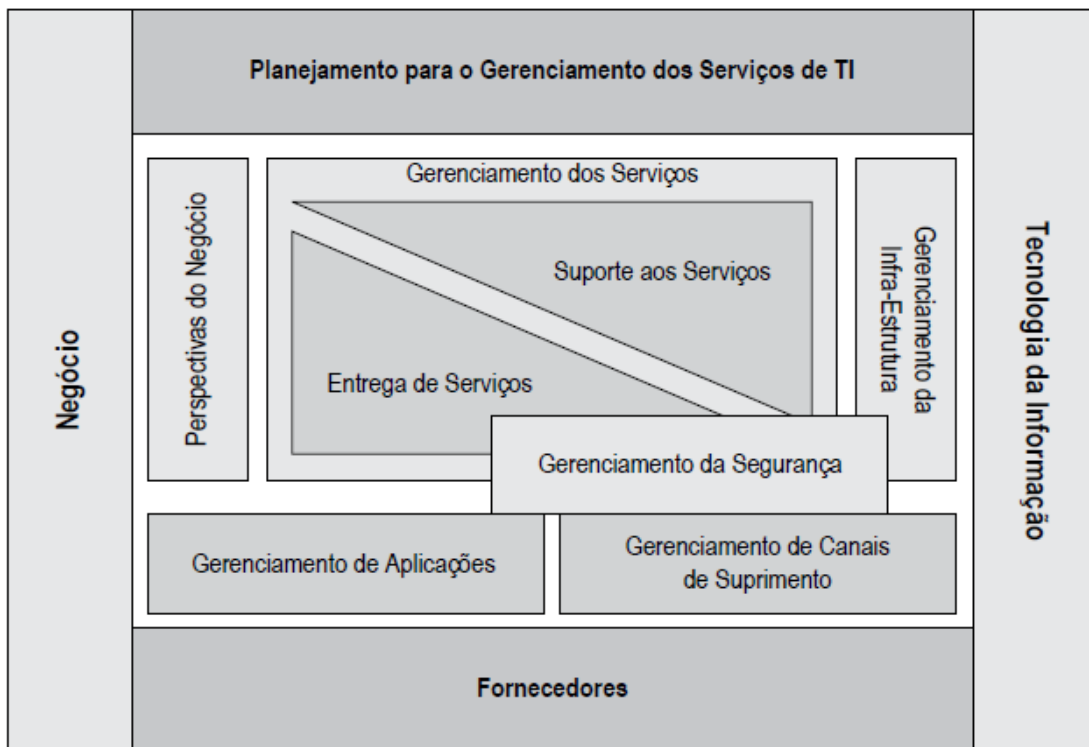 Planejamento para o Gerenciamento dos Serviços de TI
Negócio
Perspectivas do Negócio
Gerenciamento dos Serviços
Suporte aos Serviços
Entrega de Serviços
Gerenciamento da
Infra-Estrutura
Tecnologia da Informação
Gerenciamento da Segurança
Gerenciamento de Aplicações
Gerenciamento de Canais
de Suprimento
Fornecedores